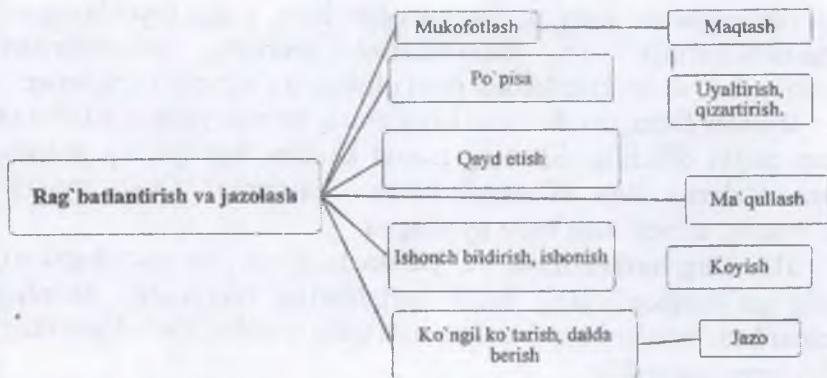 Mukofotlash
Maqtash
Po`pisa
Uyaltirish,
qizartirish.
Qayd etish
Rag`batlantirish va jazolash
Ma`qullash
Ishonch bildirish, ishonish
Koyish
Ko`ngil ko`tarish, dalda
berish
Jazo